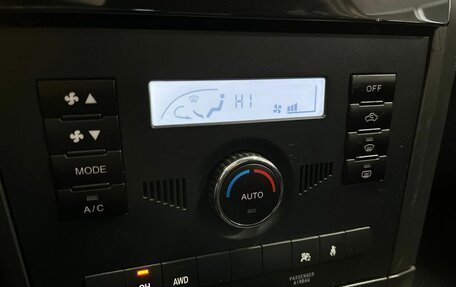 HI
OFF
MODE
A/C
AUTO
AWD
PASSENGER
AIRBAG